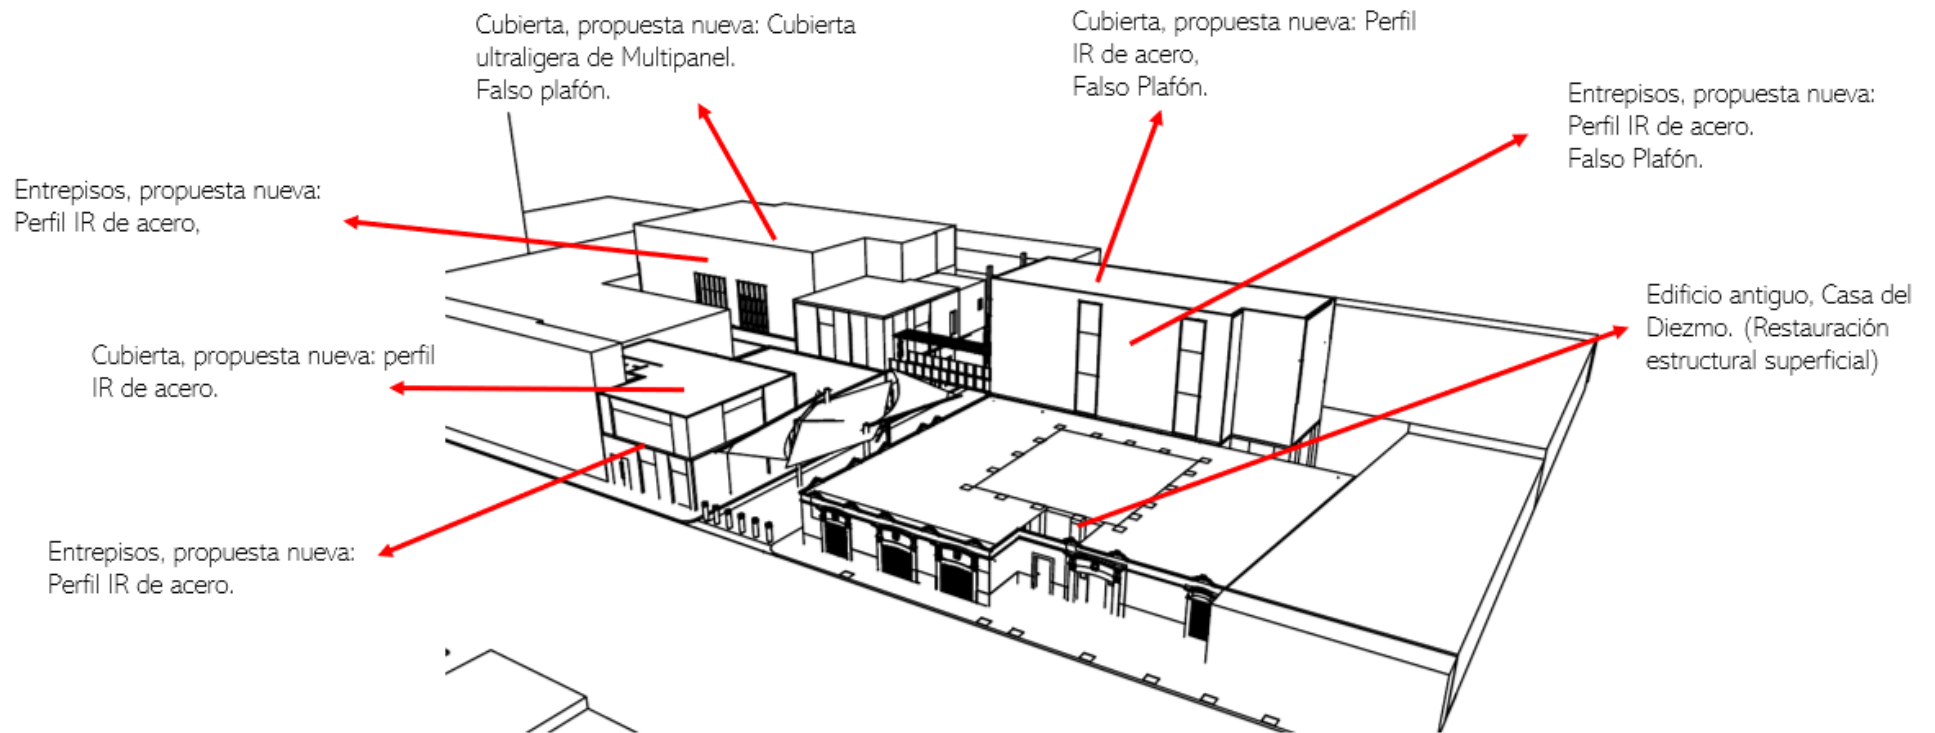 Cubierta, propuesta nueva: Cubierta
ultraligera de Multipanel.
Falso plafón.
Cubierta, propuesta nueva: Perfil
IR de acero,
Falso Plafón.
Entrepisos, propuesta nueva:
Perfil IR de acero.
Falso Plafón.
Entrepisos, propuesta nueva:
Perfil IR de acero,
Edificio antiguo, Casa del
Diezmo. (Restauración
estructural superficial)
Cubierta, propuesta nueva: perfil
IR de acero.
Entrepisos, propuesta nueva:
Perfil IR de acero.